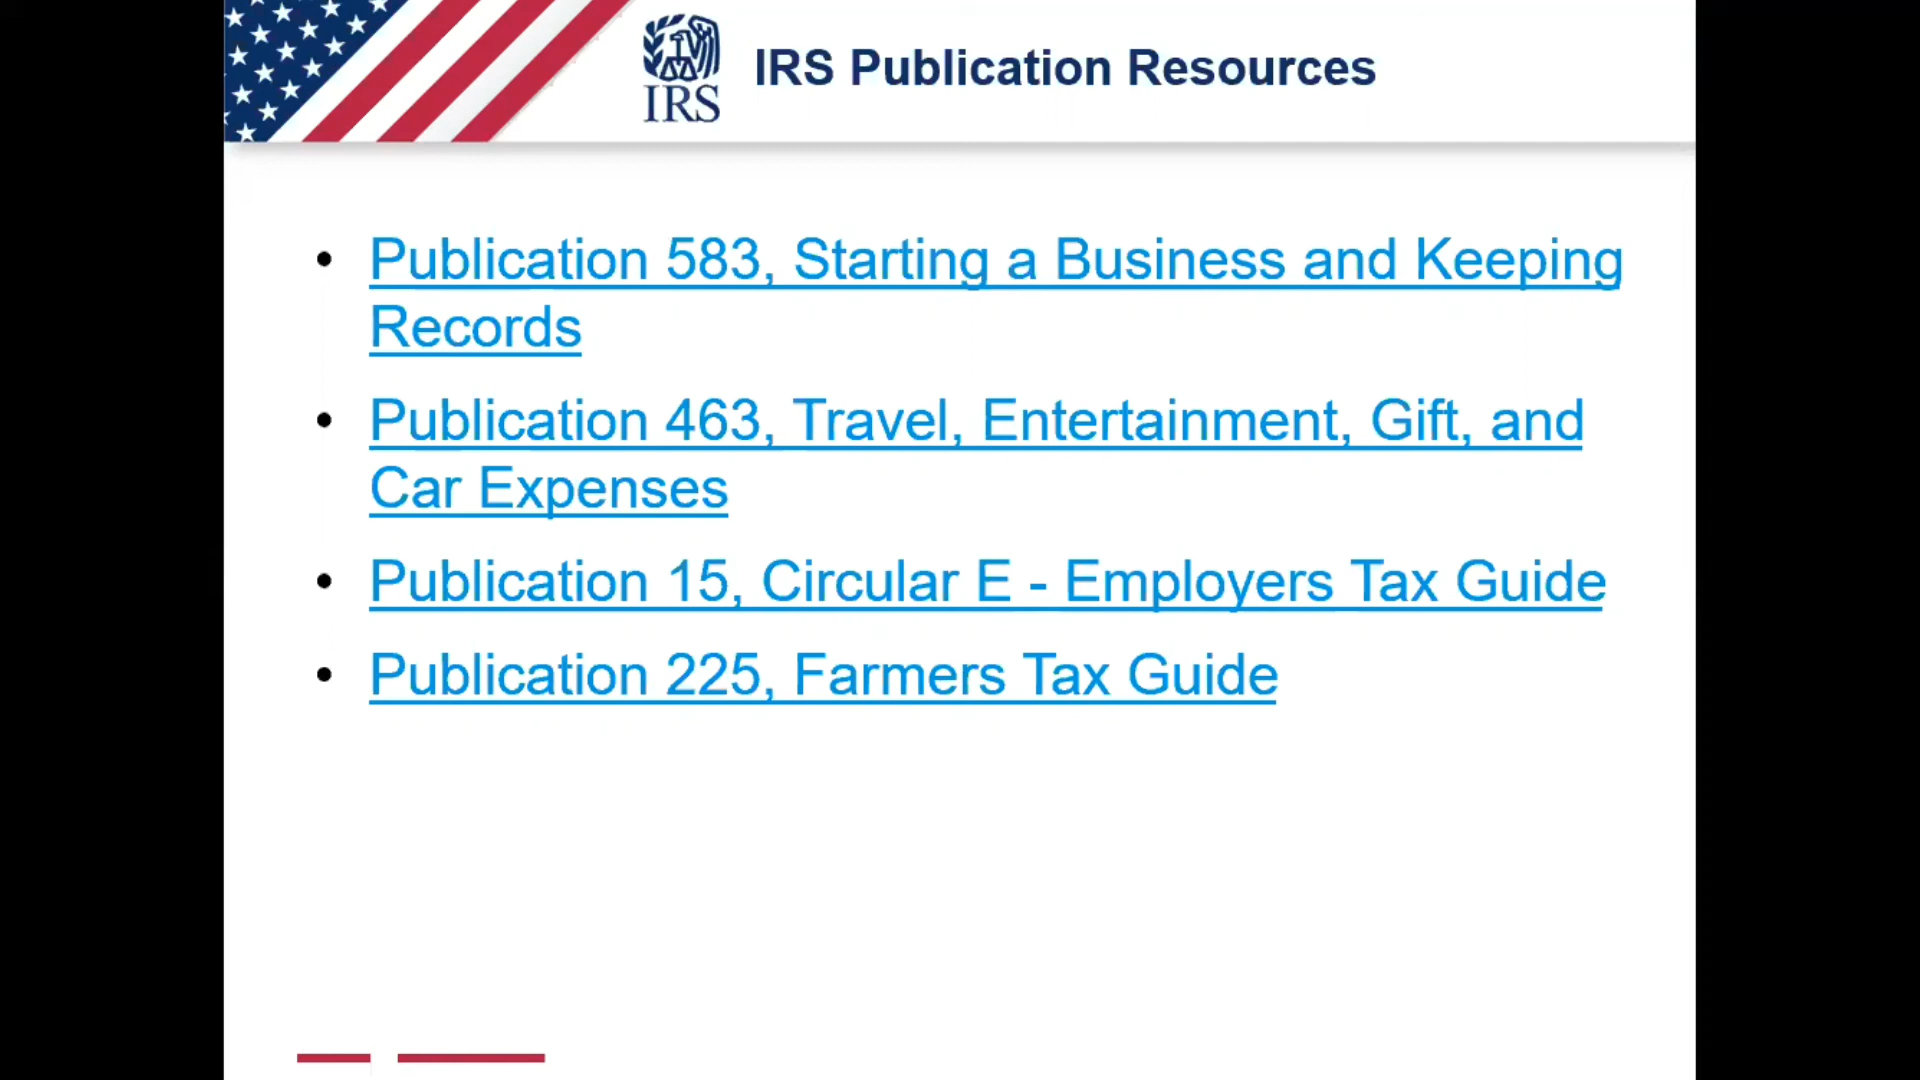 IRS
IRS Publication Resources
• Publication 583, Starting a Business and Keeping
Records
• Publication 463, Travel, Entertainment, Gift, and
Car Expenses
• Publication 15, Circular E - Employers Tax Guide
• Publication 225, Farmers Tax Guide